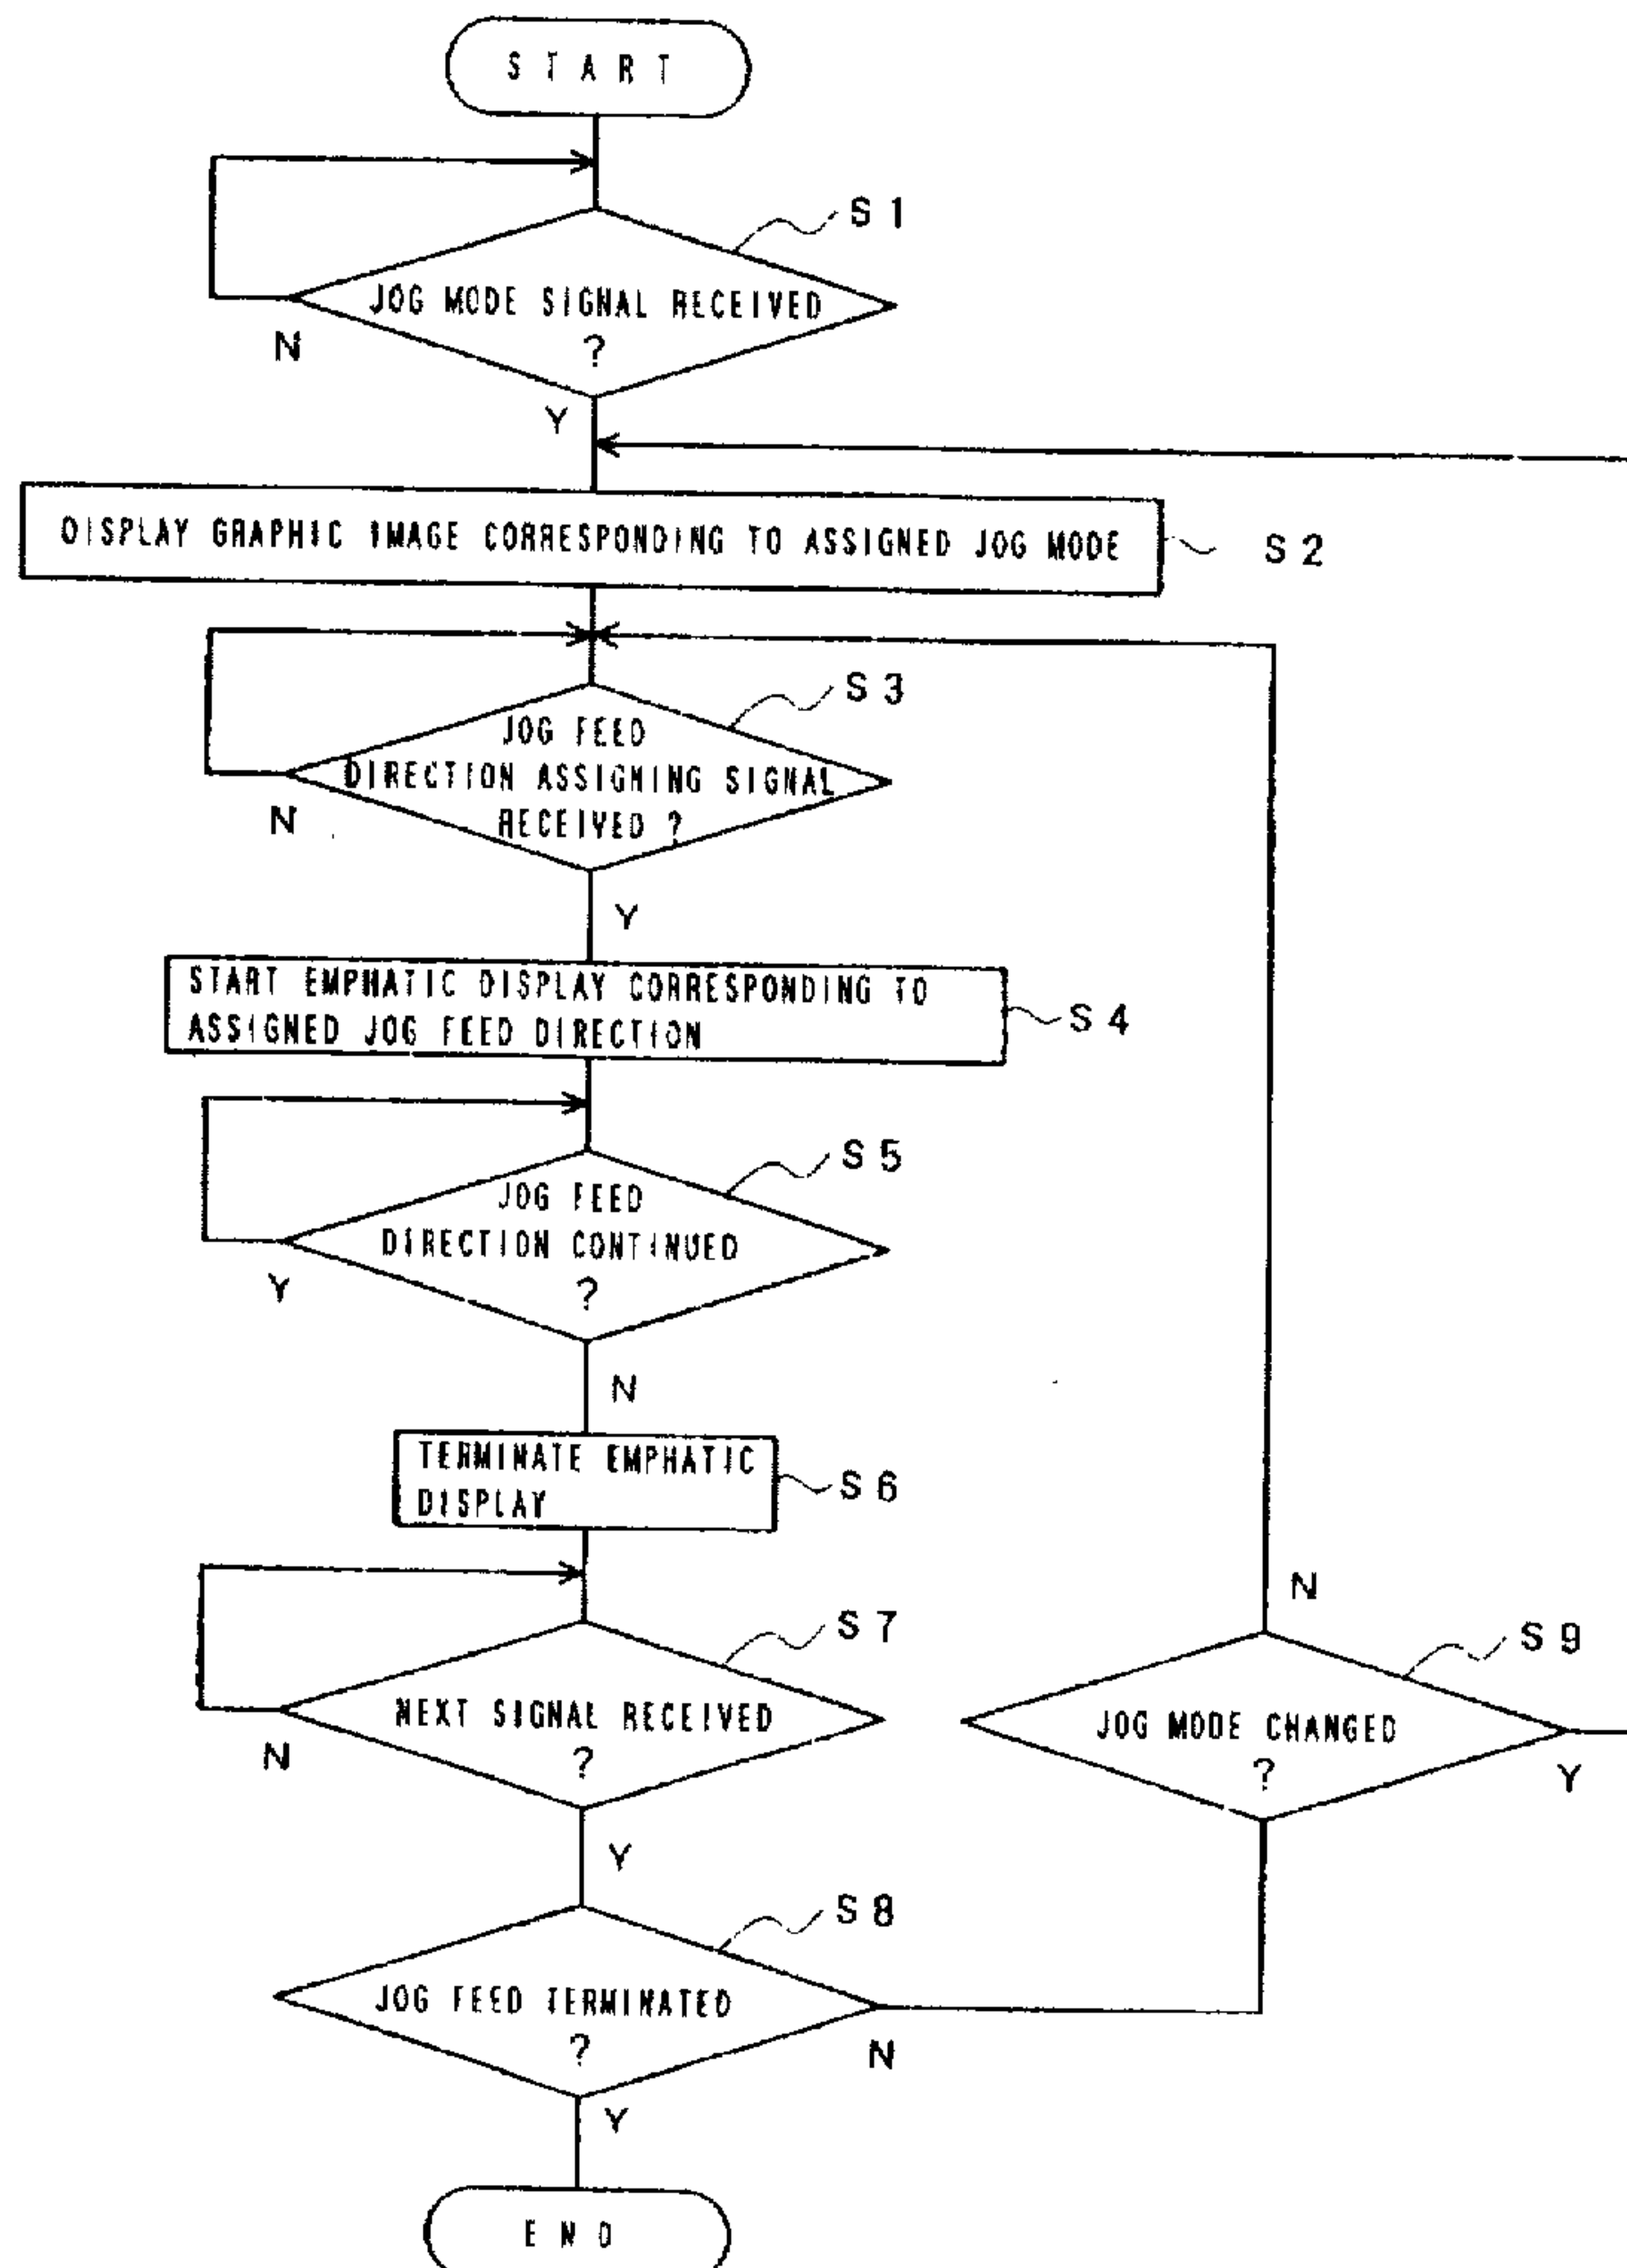 START
S1
JOG MODE SIGNAL RECEIVED
?
N
Y
DISPLAY GRAPHIC IMAGE CORRESPONDING TO ASSIGNED JOG MODE
S2
S3
JOG FEED
DIRECTION ASSIGNING SIGNAL
RECEIVED ?
N
Y
START EMPHATIC DISPLAY CORRESPONDING TO
ASSIGNED JOG FEED DIRECTION
S4
S5
JOG FEED
DIRECTION CONTINUED
?
Y
N
TERMINATE EMPHATIC
DISPLAY
S6
S7
NEXT SIGNAL RECEIVED
?
N
Y
S8
JOG FEED TERMINATED
?
N
Y
N
S9
JOG MODE CHANGED
?
Y
END